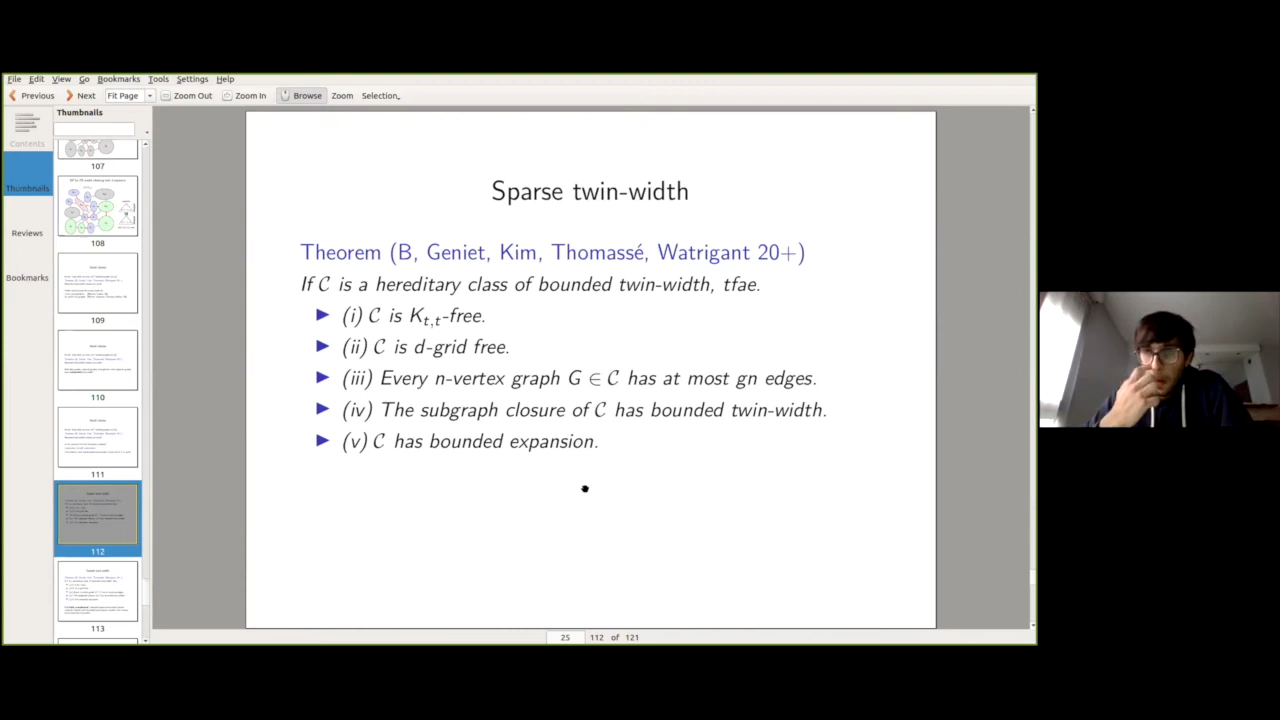 File Edit View Go Bookmarks Tools Settings Help
Previous Next Fit Page Zoom Out Zoom In Browse Zoom Selection
Thumbnails
Contents
Thumbnails
Reviews
Bookmarks
107
108
109
110
111
112
113
Sparse twin-width
Theorem (B, Geniet, Kim, Thomassé, Watrigant 20+)
If C is a hereditary class of bounded twin-width, tfae.
▶ (i) C is K_{t,t}-free.
▶ (ii) C is d-grid free.
▶ (iii) Every n-vertex graph G ∈ C has at most gn edges.
▶ (iv) The subgraph closure of C has bounded twin-width.
▶ (v) C has bounded expansion.
25 112 of 121